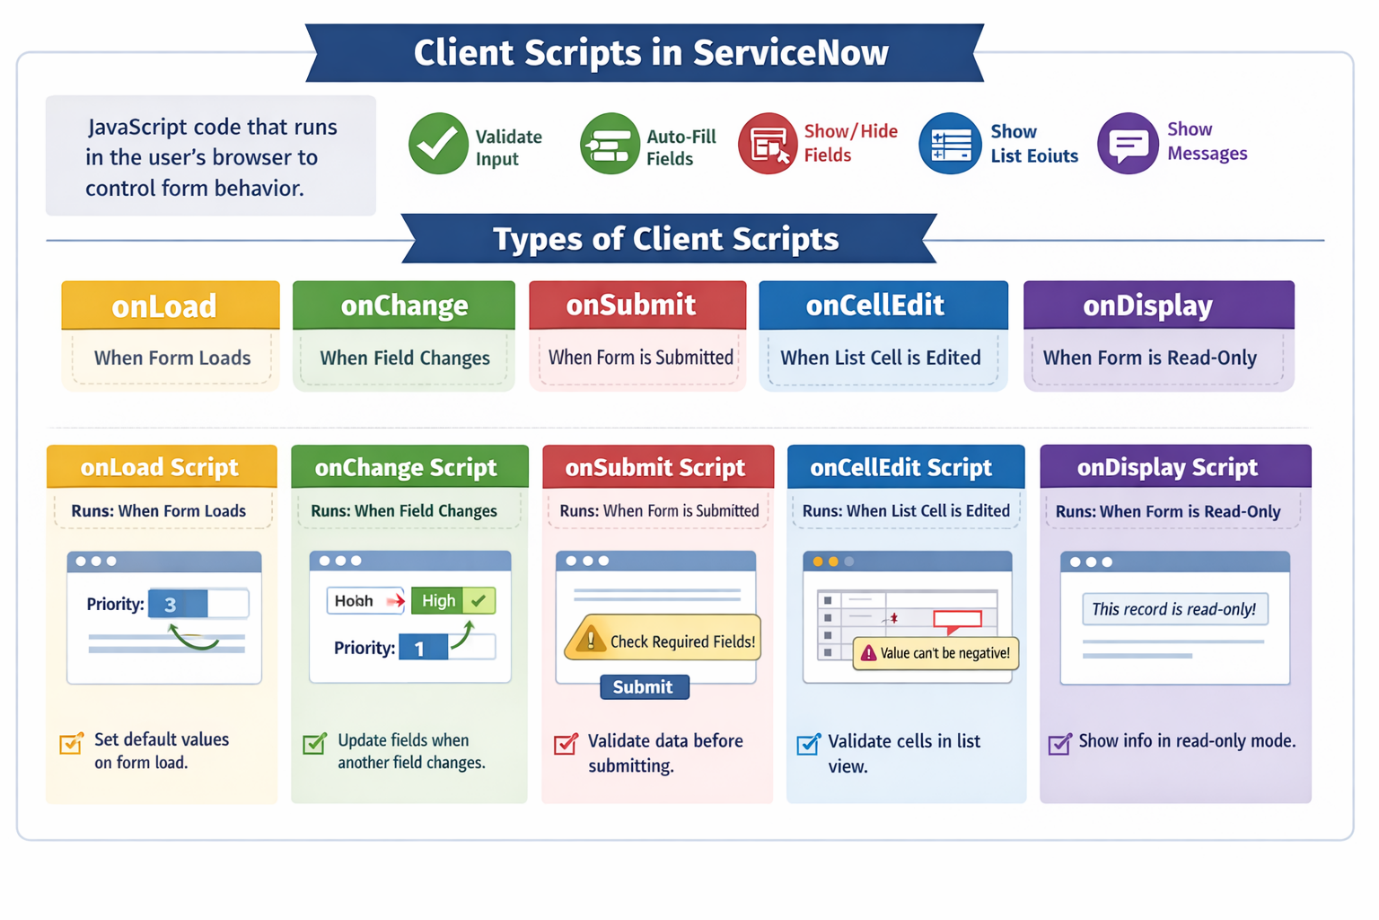 Client Scripts in ServiceNow
JavaScript code that runs
in the user's browser to
control form behavior.
Validate
Input
Auto-Fill
Fields
Show/Hide
Fields
Show
List Eoiuts
Show
Messages
Types of Client Scripts
onLoad
When Form Loads
onChange
When Field Changes
onSubmit
When Form is Submitted
onCellEdit
When List Cell is Edited
onDisplay
When Form is Read-Only
onLoad Script
Runs: When Form Loads
Priority: 3
Set default values
on form load.
onChange Script
Runs: When Field Changes
High
Priority: 1
Update fields when
another field changes.
onSubmit Script
Runs: When Form is Submitted
Check Required Fields!
Submit
Validate data before
submitting.
onCellEdit Script
Runs: When List Cell is Edited
Value can't be negative!
Validate cells in list
view.
onDisplay Script
Runs: When Form is Read-Only
This record is read-only!
Show info in read-only mode.